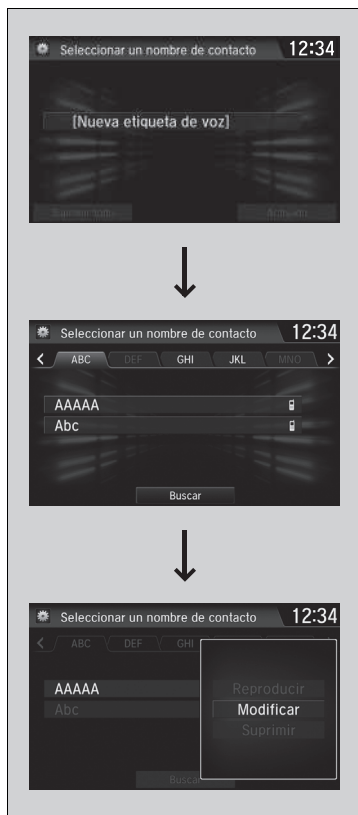 Seleccionar un nombre de contacto 12:34
[Nueva etiqueta de voz]
Seleccionar un nombre de contacto 12:34
ABC DEF GHI JKL MNO
AAAAA
Abc
Buscar
Seleccionar un nombre de contacto 12:34
ABC DEF GHI
Reproducir
AAAAA
Modificar
Abc
Suprimir